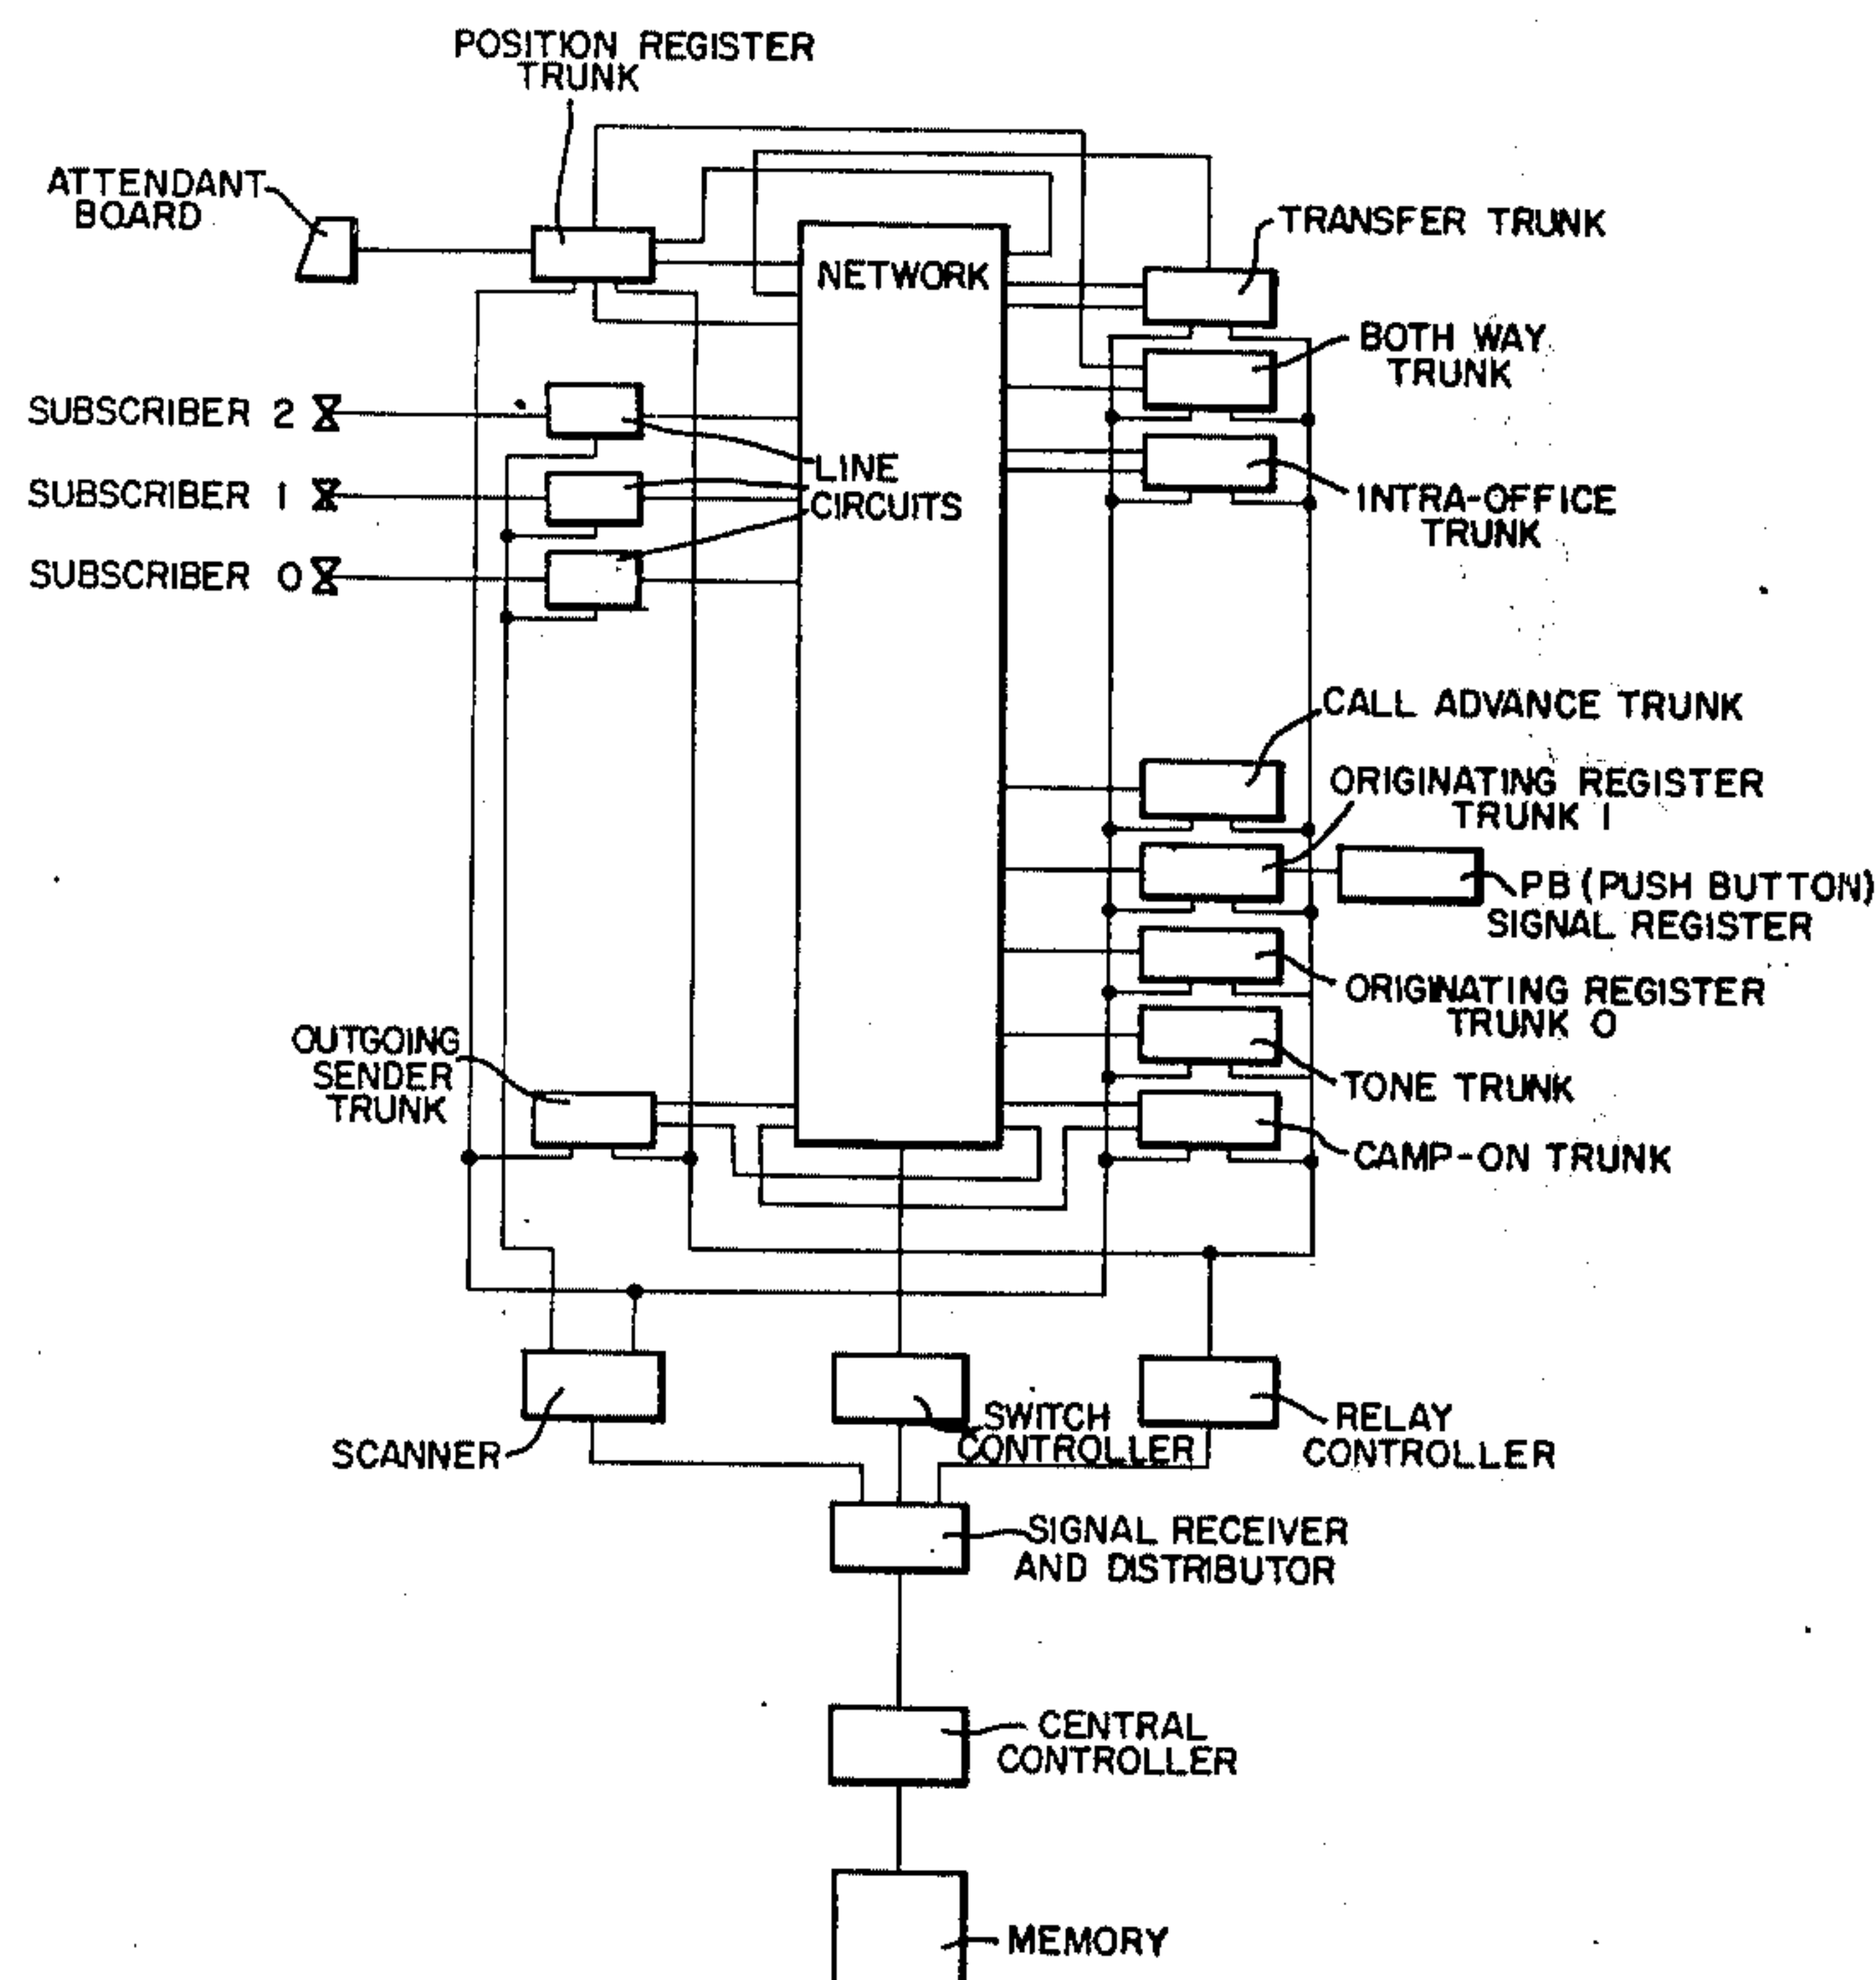 POSITION REGISTER
TRUNK
ATTENDANT
BOARD
NETWORK
TRANSFER TRUNK
BOTH WAY
TRUNK
SUBSCRIBER 2
LINE
CIRCUITS
SUBSCRIBER 1
INTRA-OFFICE
TRUNK
SUBSCRIBER 0
CALL ADVANCE TRUNK
ORIGINATING REGISTER
TRUNK 1
PB (PUSH BUTTON)
SIGNAL REGISTER
ORIGINATING REGISTER
TRUNK 0
OUTGOING
SENDER
TRUNK
TONE TRUNK
CAMP-ON TRUNK
SCANNER
SWITCH
CONTROLLER
RELAY
CONTROLLER
SIGNAL RECEIVER
AND DISTRIBUTOR
CENTRAL
CONTROLLER
MEMORY